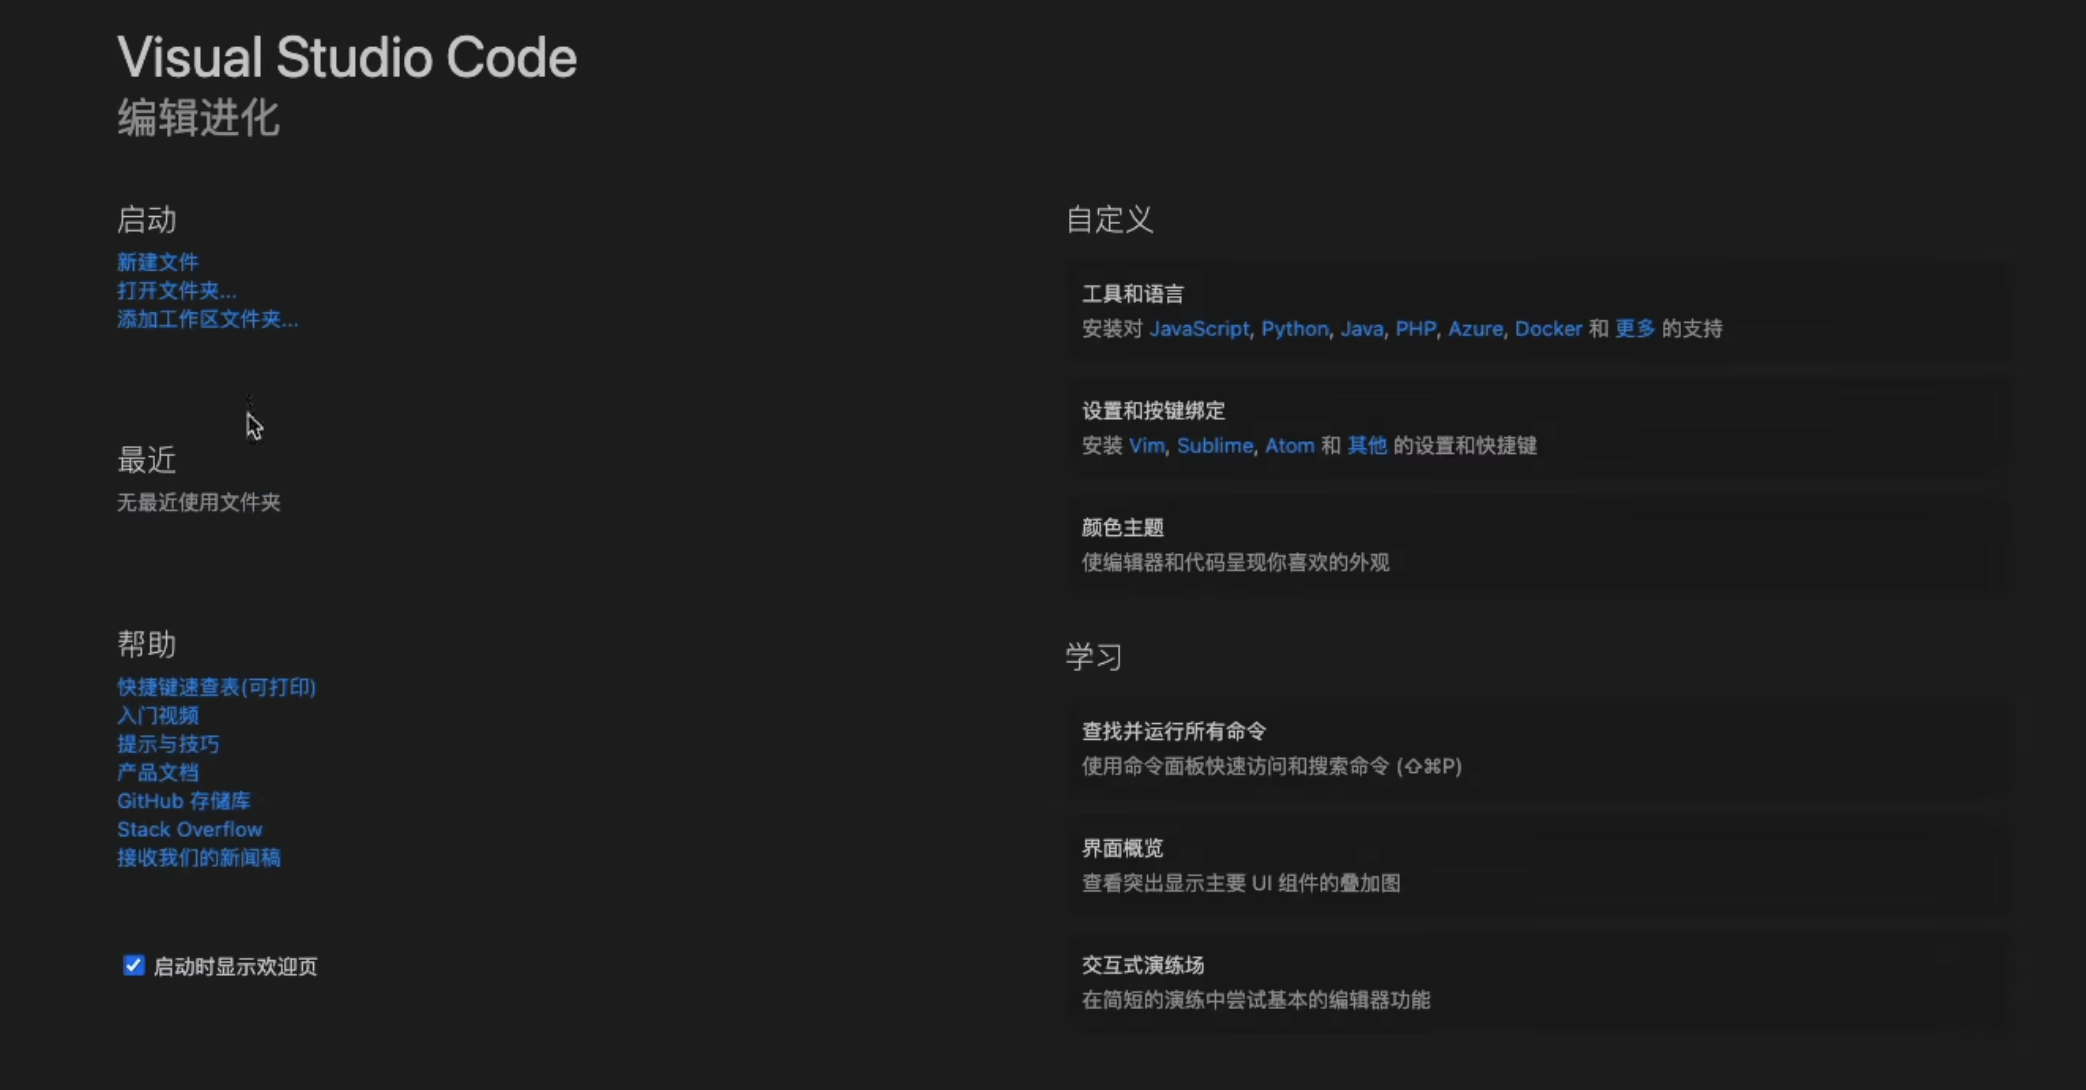 Visual Studio Code
编辑进化
启动
新建文件
打开文件夹...
添加工作区文件夹...
最近
无最近使用文件夹
帮助
快捷键速查表(可打印)
入门视频
提示与技巧
产品文档
GitHub 存储库
Stack Overflow
接收我们的新闻稿
启动时显示欢迎页
自定义
工具和语言
安装对 JavaScript, Python, Java, PHP, Azure, Docker 和 更多 的支持
设置和按键绑定
安装 Vim, Sublime, Atom 和 其他 的设置和快捷键
颜色主题
使编辑器和代码呈现你喜欢的外观
学习
查找并运行所有命令
使用命令面板快速访问和搜索命令 (⇧⌘P)
界面概览
查看突出显示主要 UI 组件的叠加图
交互式演练场
在简短的演练中尝试基本的编辑器功能